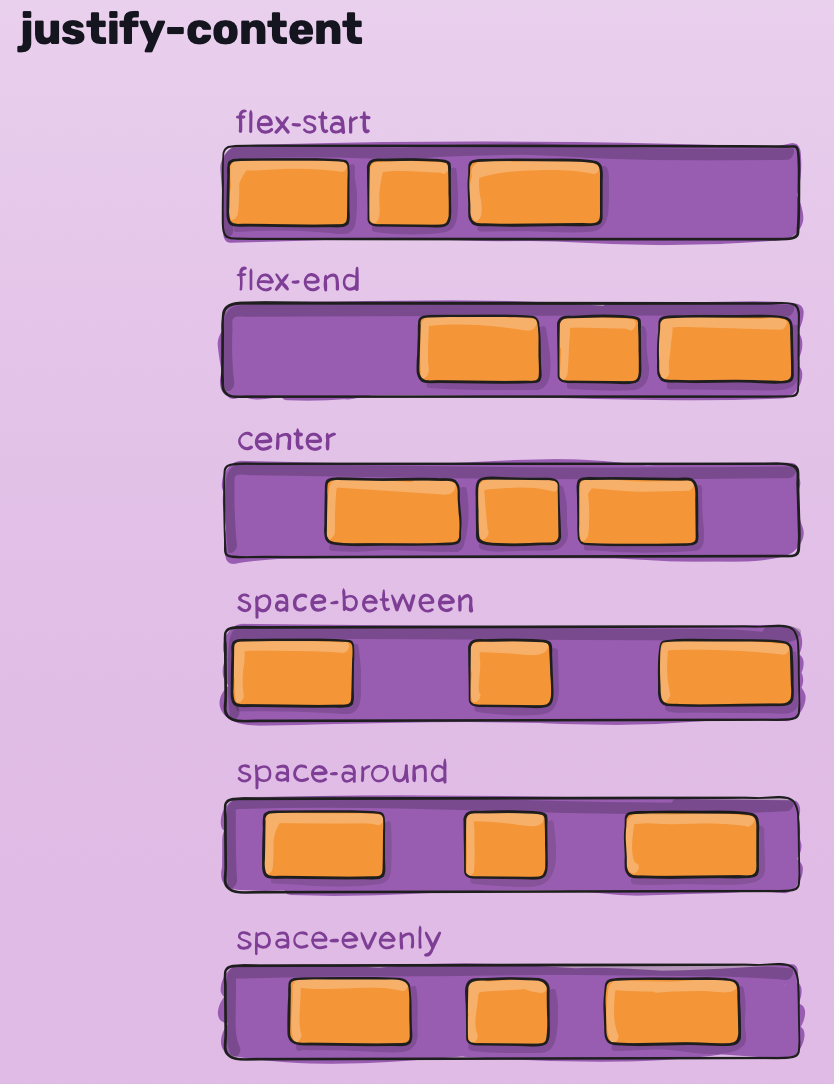 justify-content
flex-start
flex-end
center
space-between
space-around
space-evenly